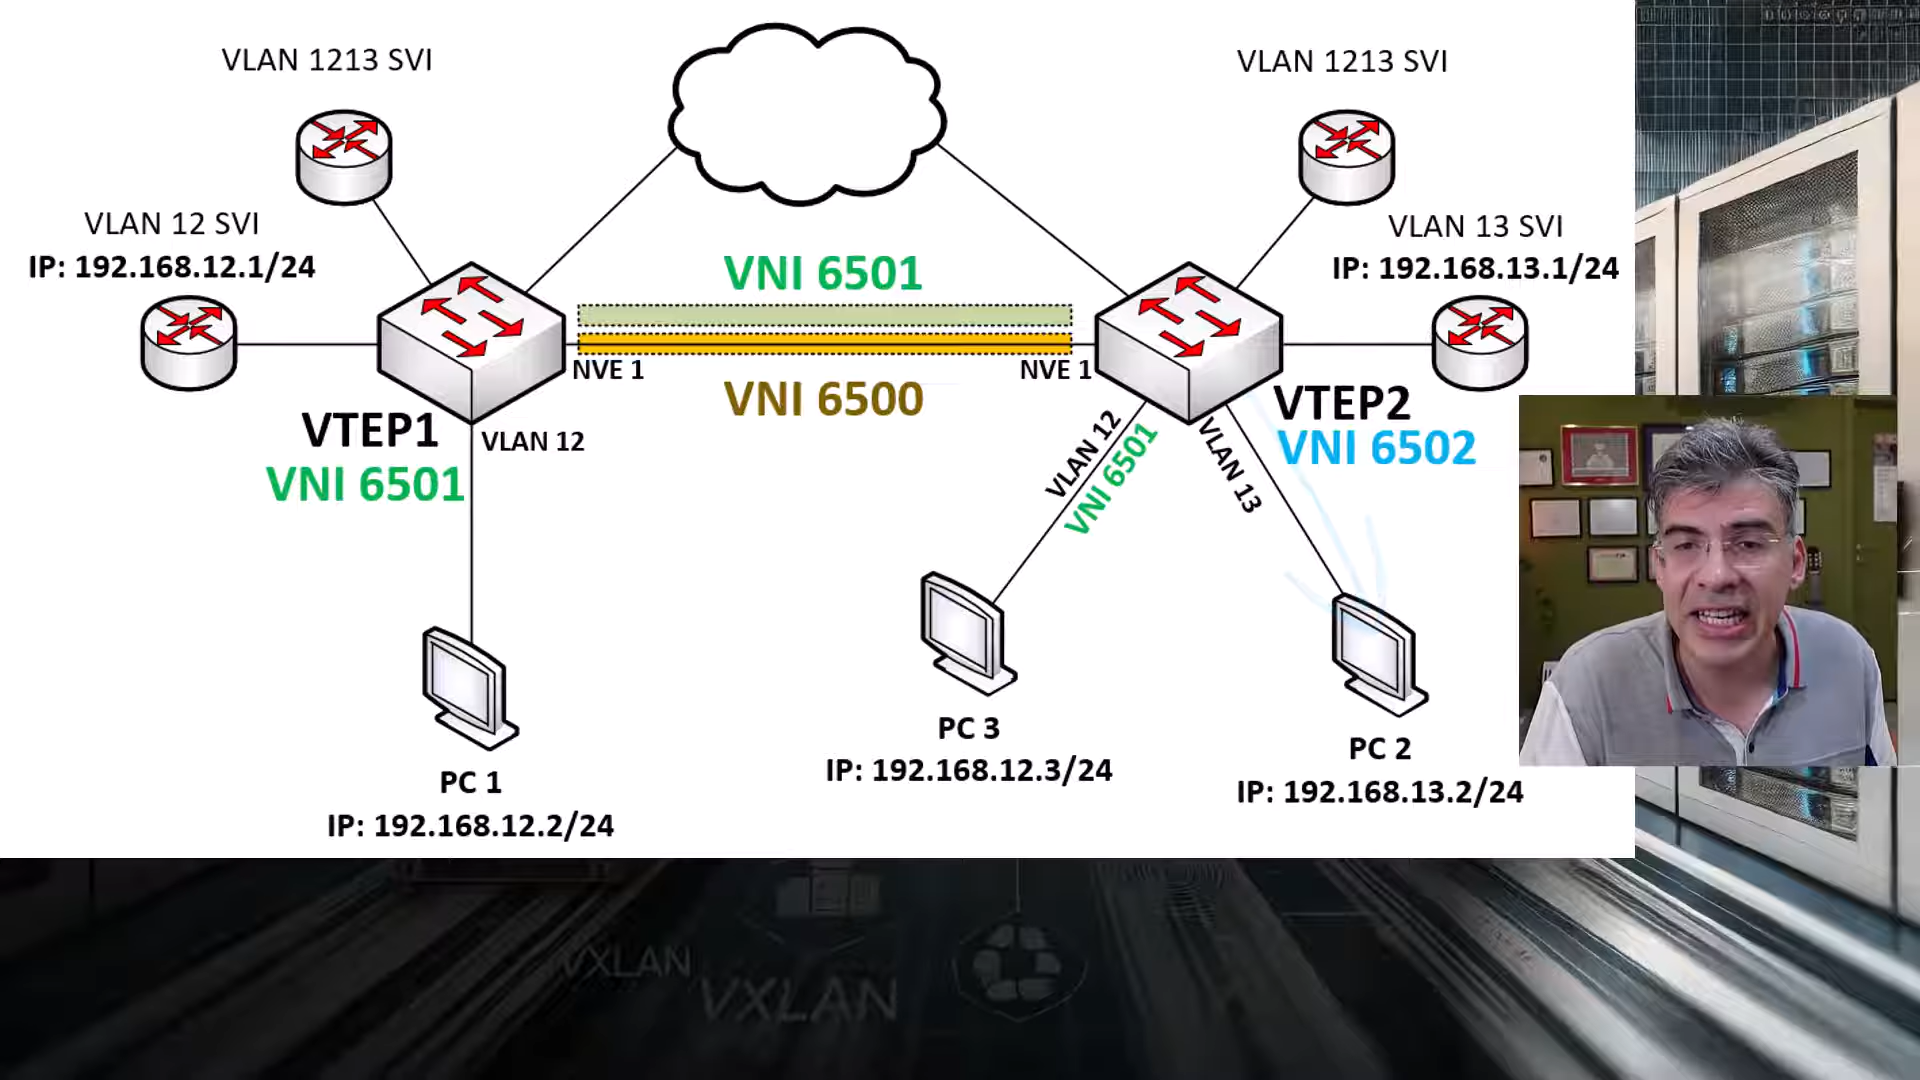 VLAN 1213 SVI
VLAN 1213 SVI
VLAN 12 SVI
IP: 192.168.12.1/24
VLAN 13 SVI
IP: 192.168.13.1/24
VNI 6501
NVE 1
NVE 1
VNI 6500
VTEP1
VNI 6501
VLAN 12
VTEP2
VNI 6502
VLAN 12
VNI 6501
VLAN 13
PC 1
IP: 192.168.12.2/24
PC 3
IP: 192.168.12.3/24
PC 2
IP: 192.168.13.2/24
VXLAN
VXLAN